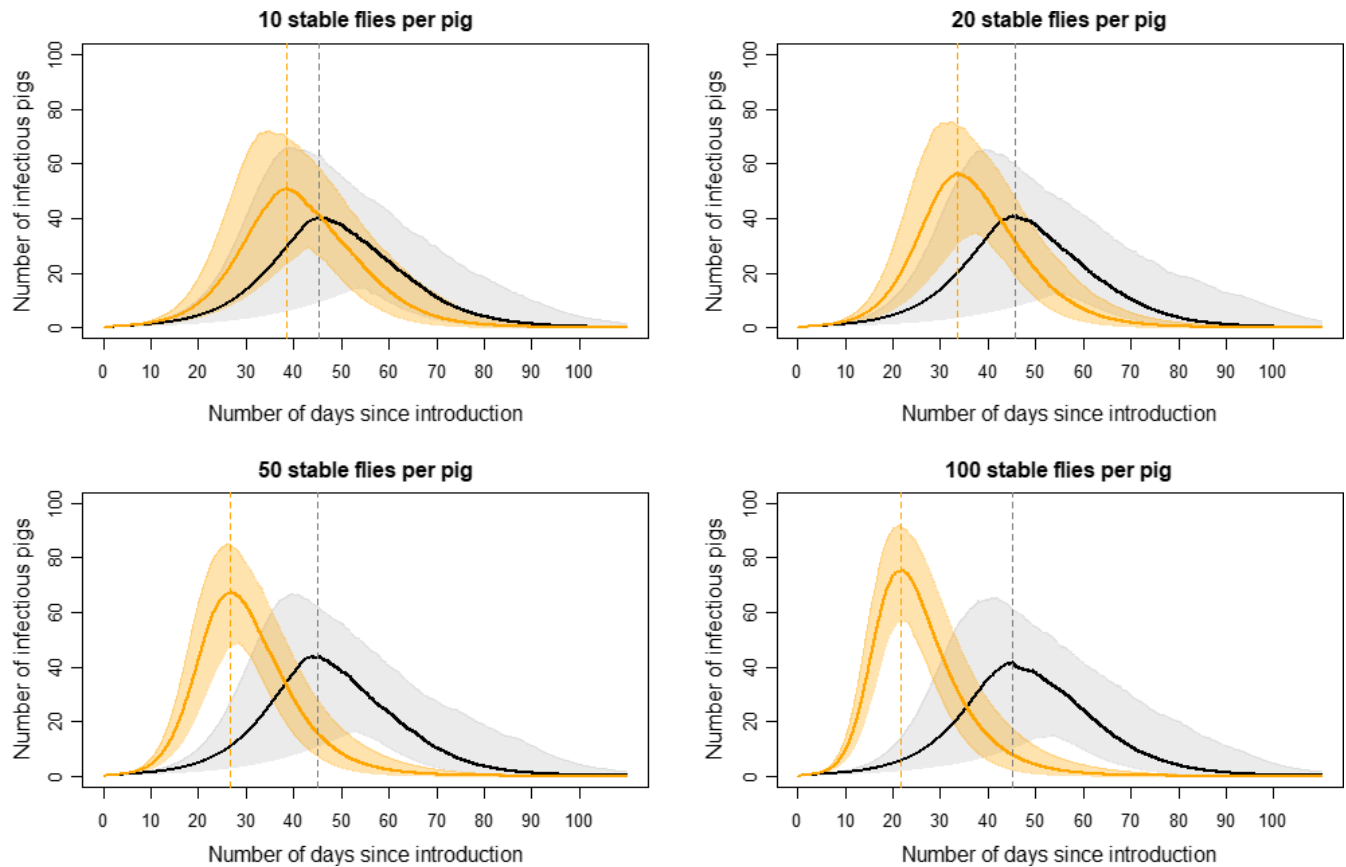 10 stable flies per pig
Number of infectious pigs
100
80
60
40
20
0
0 10 20 30 40 50 60 70 80 90 100
Number of days since introduction
20 stable flies per pig
Number of infectious pigs
100
80
60
40
20
0
0 10 20 30 40 50 60 70 80 90 100
Number of days since introduction
50 stable flies per pig
Number of infectious pigs
100
80
60
40
20
0
0 10 20 30 40 50 60 70 80 90 100
Number of days since introduction
100 stable flies per pig
Number of infectious pigs
100
80
60
40
20
0
0 10 20 30 40 50 60 70 80 90 100
Number of days since introduction